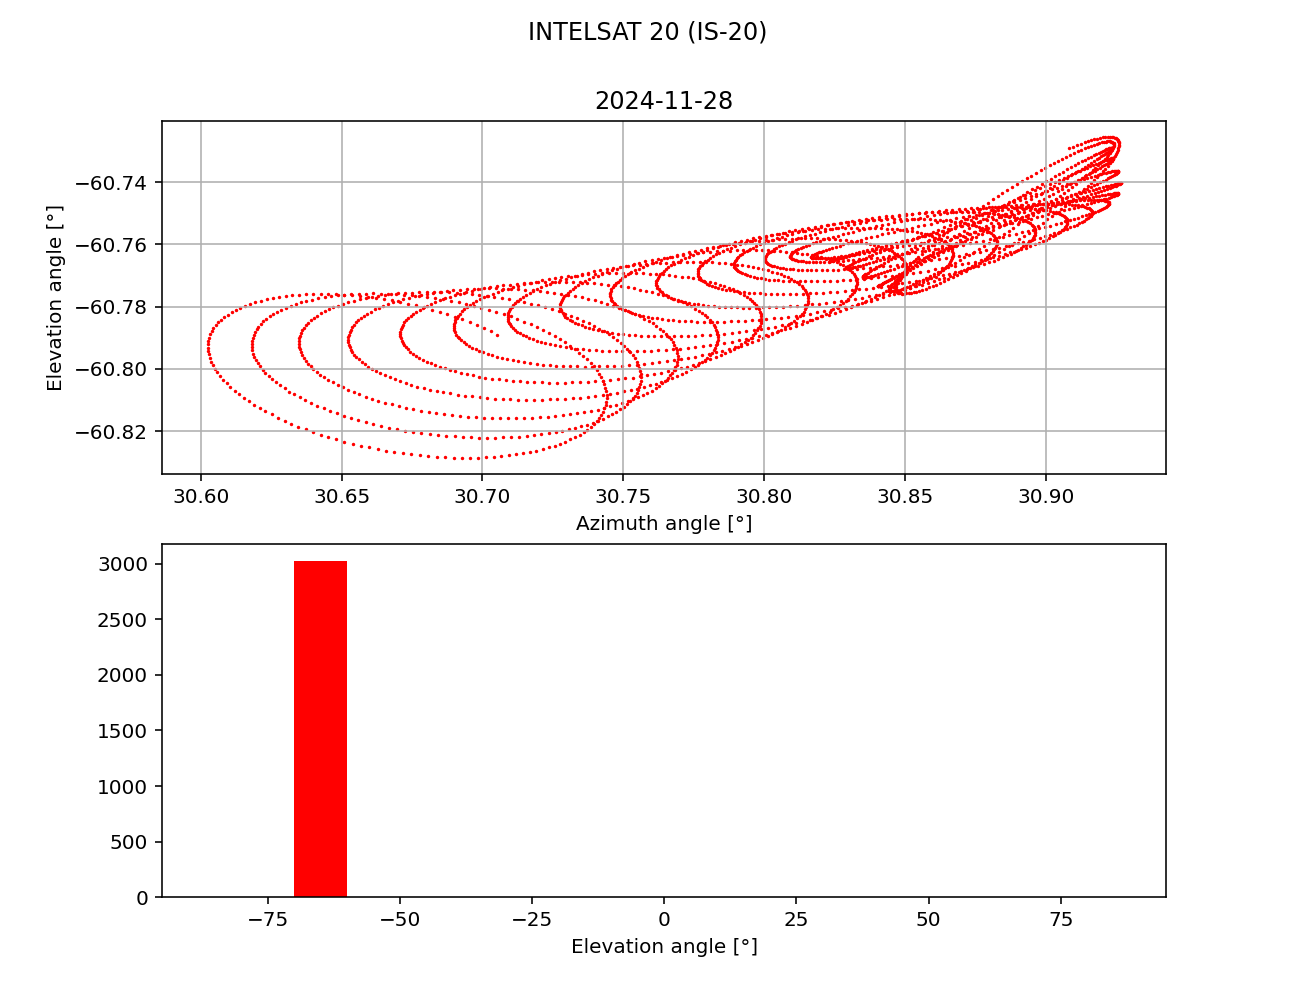 INTELSAT 20 (IS-20)
2024-11-28
Elevation angle [°]
−60.74
−60.76
−60.78
−60.80
−60.82
30.60 30.65 30.70 30.75 30.80 30.85 30.90
Azimuth angle [°]
3000
2500
2000
1500
1000
500
0
−75 −50 −25 0 25 50 75
Elevation angle [°]